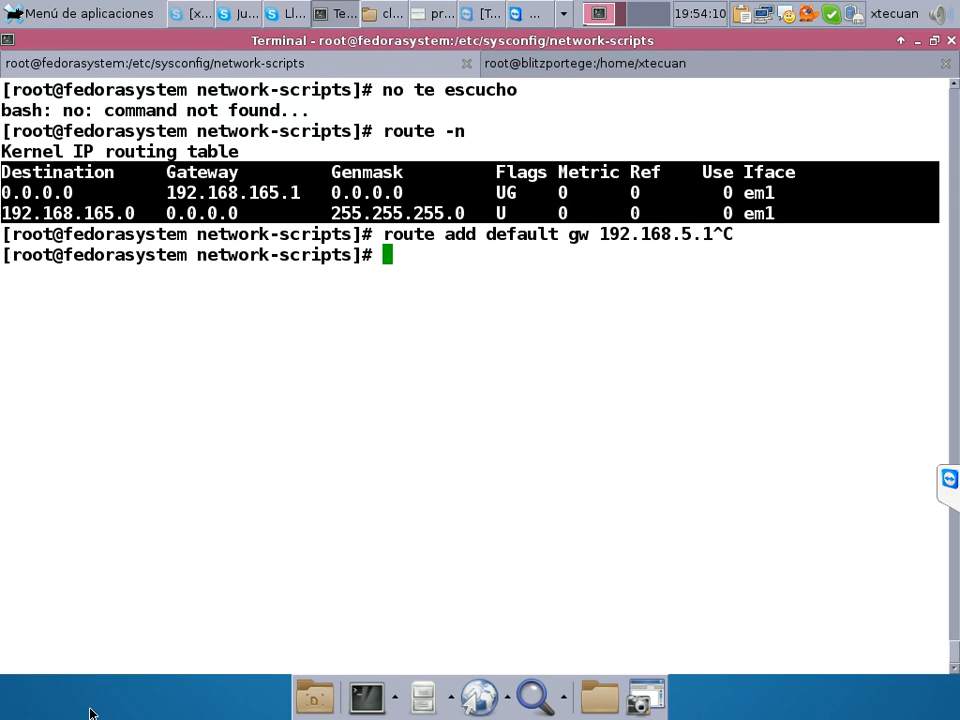 Menú de aplicaciones
[x...
Ju...
Ll...
Te...
cl...
pr...
[T...
...
19:54:10
xtecuan
Terminal - root@fedorasystem:/etc/sysconfig/network-scripts
root@fedorasystem:/etc/sysconfig/network-scripts
root@blitzportege:/home/xtecuan
[root@fedorasystem network-scripts]# no te escucho
bash: no: command not found...
[root@fedorasystem network-scripts]# route -n
Kernel IP routing table
Destination Gateway Genmask Flags Metric Ref Use Iface
0.0.0.0 192.168.165.1 0.0.0.0 UG 0 0 0 em1
192.168.165.0 0.0.0.0 255.255.255.0 U 0 0 0 em1
[root@fedorasystem network-scripts]# route add default gw 192.168.5.1^C
[root@fedorasystem network-scripts]#